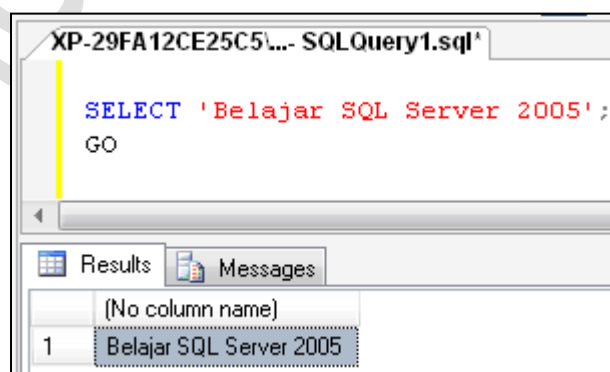 XP-29FA12CE25C5\...- SQLQuery1.sql*
SELECT 'Belajar SQL Server 2005';
GO
Results Messages
(No column name)
1 Belajar SQL Server 2005